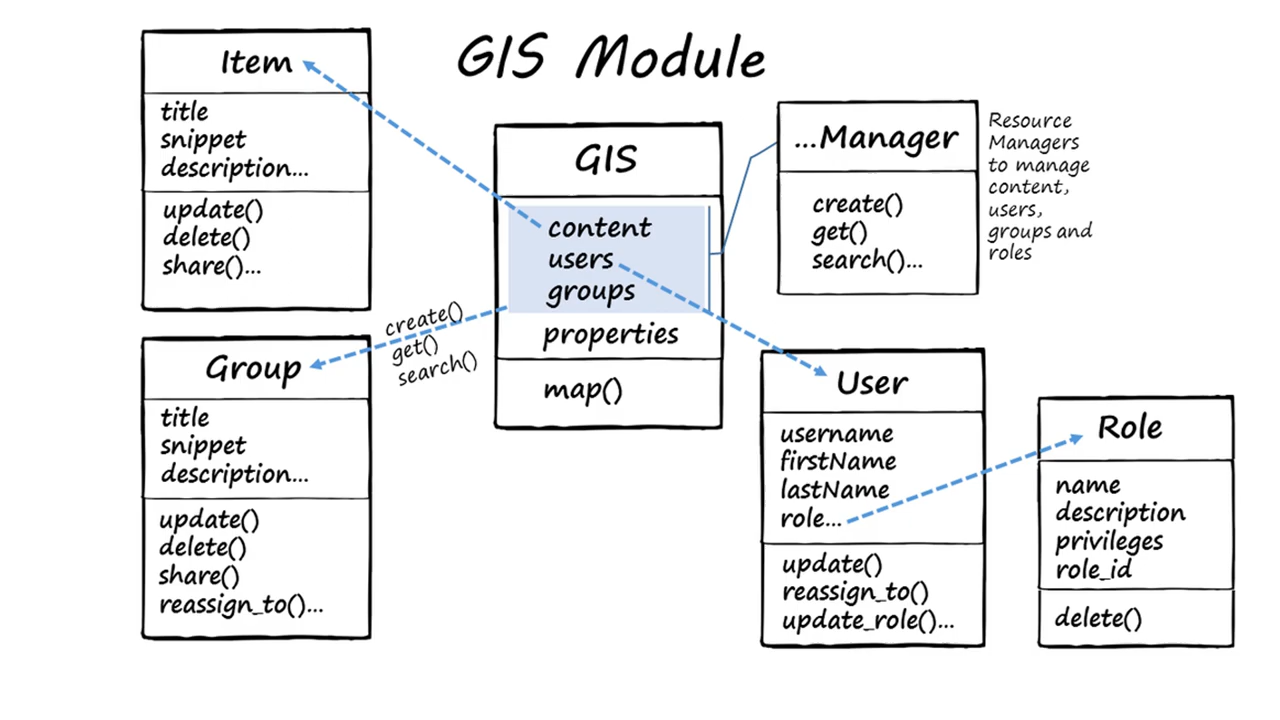 GIS Module
Item
title
snippet
description...
update()
delete()
share()...
GIS
content
users
groups
properties
map()
...Manager
create()
get()
search()...
Resource
Managers
to manage
content,
users,
groups and
roles
create()
get()
search()
Group
title
snippet
description...
update()
delete()
share()
reassign_to()...
User
username
firstName
lastName
role...
update()
reassign_to()
update_role()...
Role
name
description
privileges
role_id
delete()